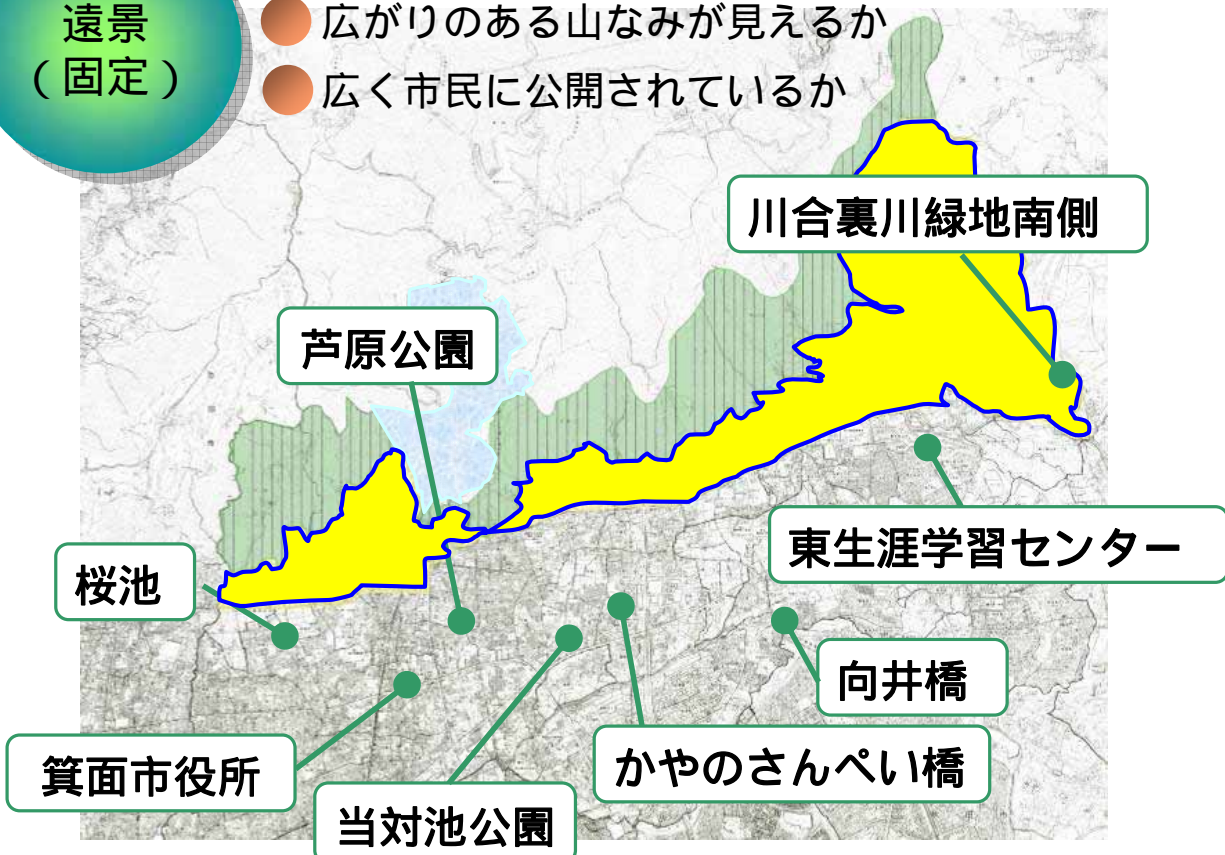 遠景
(固定)
広がりのある山なみが見えるか
広く市民に公開されているか
川合裏川緑地南側
芦原公園
東生涯学習センター
桜池
向井橋
箕面市役所
かやのさんぺい橋
当対池公園